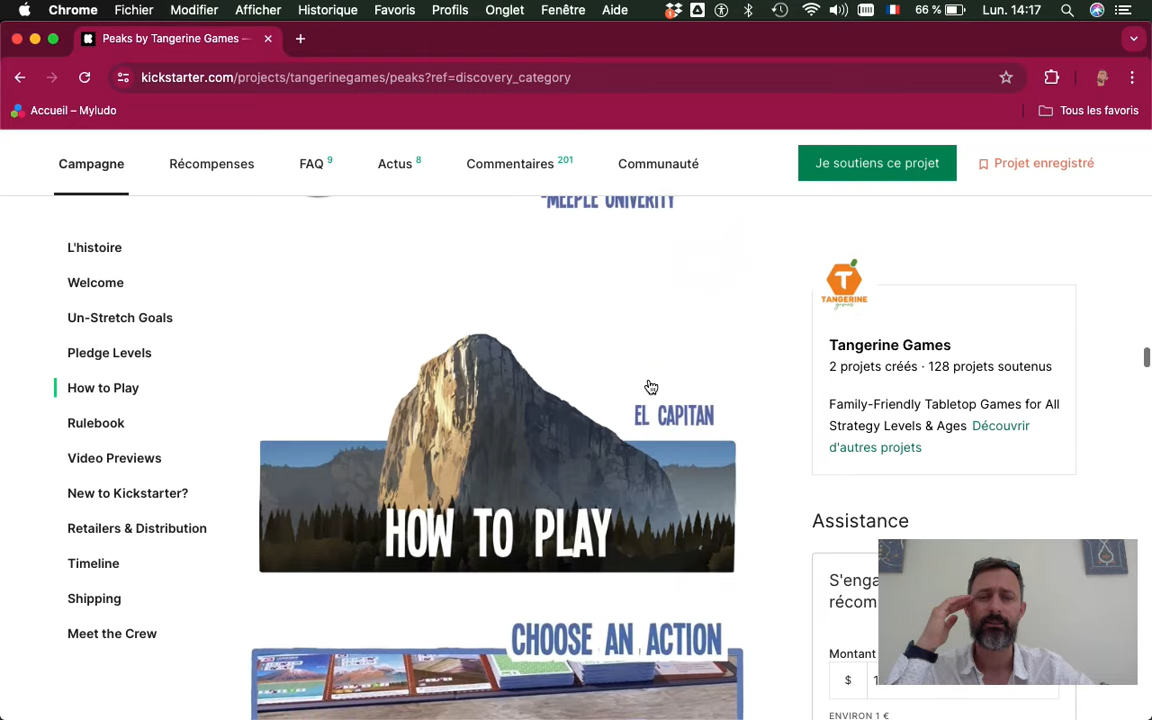 Chrome Fichier Modifier Afficher Historique Favoris Profils Onglet Fenêtre Aide 66 % Lun. 14:17
Peaks by Tangerine Games —
kickstarter.com/projects/tangerinegames/peaks?ref=discovery_category
Accueil – Myludo
Tous les favoris
Campagne Récompenses FAQ 9 Actus 8 Commentaires 201 Communauté Je soutiens ce projet Projet enregistré
-MEEPLE UNIVERITY
L'histoire
Welcome
Un-Stretch Goals
Pledge Levels
How to Play
Rulebook
Video Previews
New to Kickstarter?
Retailers & Distribution
Timeline
Shipping
Meet the Crew
EL CAPITAN
HOW TO PLAY
CHOOSE AN ACTION
T
TANGERINE
games
Tangerine Games
2 projets créés · 128 projets soutenus
Family-Friendly Tabletop Games for All
Strategy Levels & Ages Découvrir
d'autres projets
Assistance
S'enga
récom
Montant
$ 1
ENVIRON 1 €